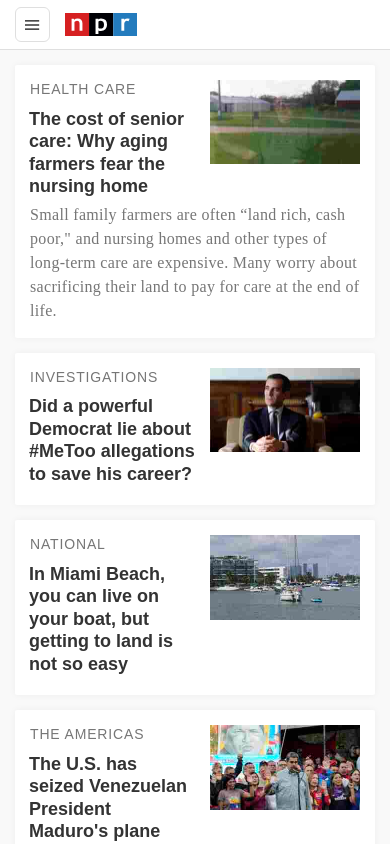 npr
HEALTH CARE
The cost of senior
care: Why aging
farmers fear the
nursing home
Small family farmers are often “land rich, cash
poor," and nursing homes and other types of
long-term care are expensive. Many worry about
sacrificing their land to pay for care at the end of
life.
INVESTIGATIONS
Did a powerful
Democrat lie about
#MeToo allegations
to save his career?
NATIONAL
In Miami Beach,
you can live on
your boat, but
getting to land is
not so easy
THE AMERICAS
The U.S. has
seized Venezuelan
President
Maduro's plane